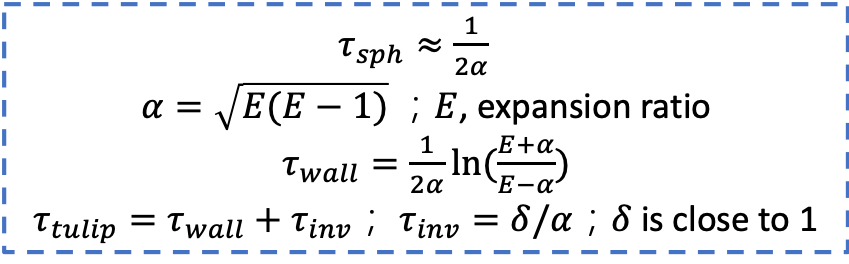 τ_sph ≈ 1/2α
α = √E(E − 1) ; E, expansion ratio
τ_wall = 1/2α ln(E+α/E−α)
τ_tulip = τ_wall + τ_inv ; τ_inv = δ/α ; δ is close to 1